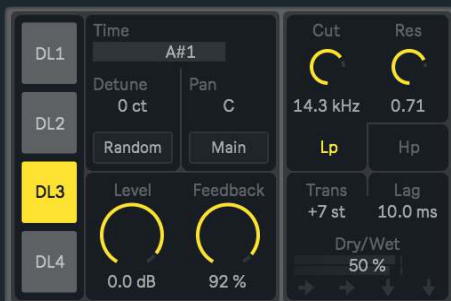 DL1
DL2
DL3
DL4
Time
A#1
Detune
0 ct
Pan
C
Random
Main
Level
0.0 dB
Feedback
92 %
Cut
14.3 kHz
Res
0.71
Lp
Hp
Trans
+7 st
Lag
10.0 ms
Dry/Wet
50 %